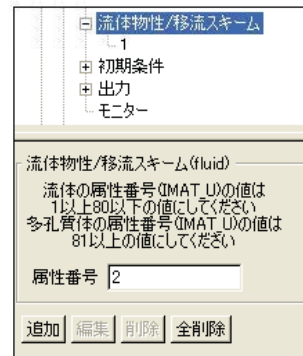 流体物性/移流スキーム
1
初期条件
出力
モニター
流体物性/移流スキーム(fluid)
流体の属性番号(IMAT_U)の値は
1以上80以下の値にしてください
多孔質体の属性番号(IMAT_U)の値は
81以上の値にしてください
属性番号 2
追加 編集 削除 全削除